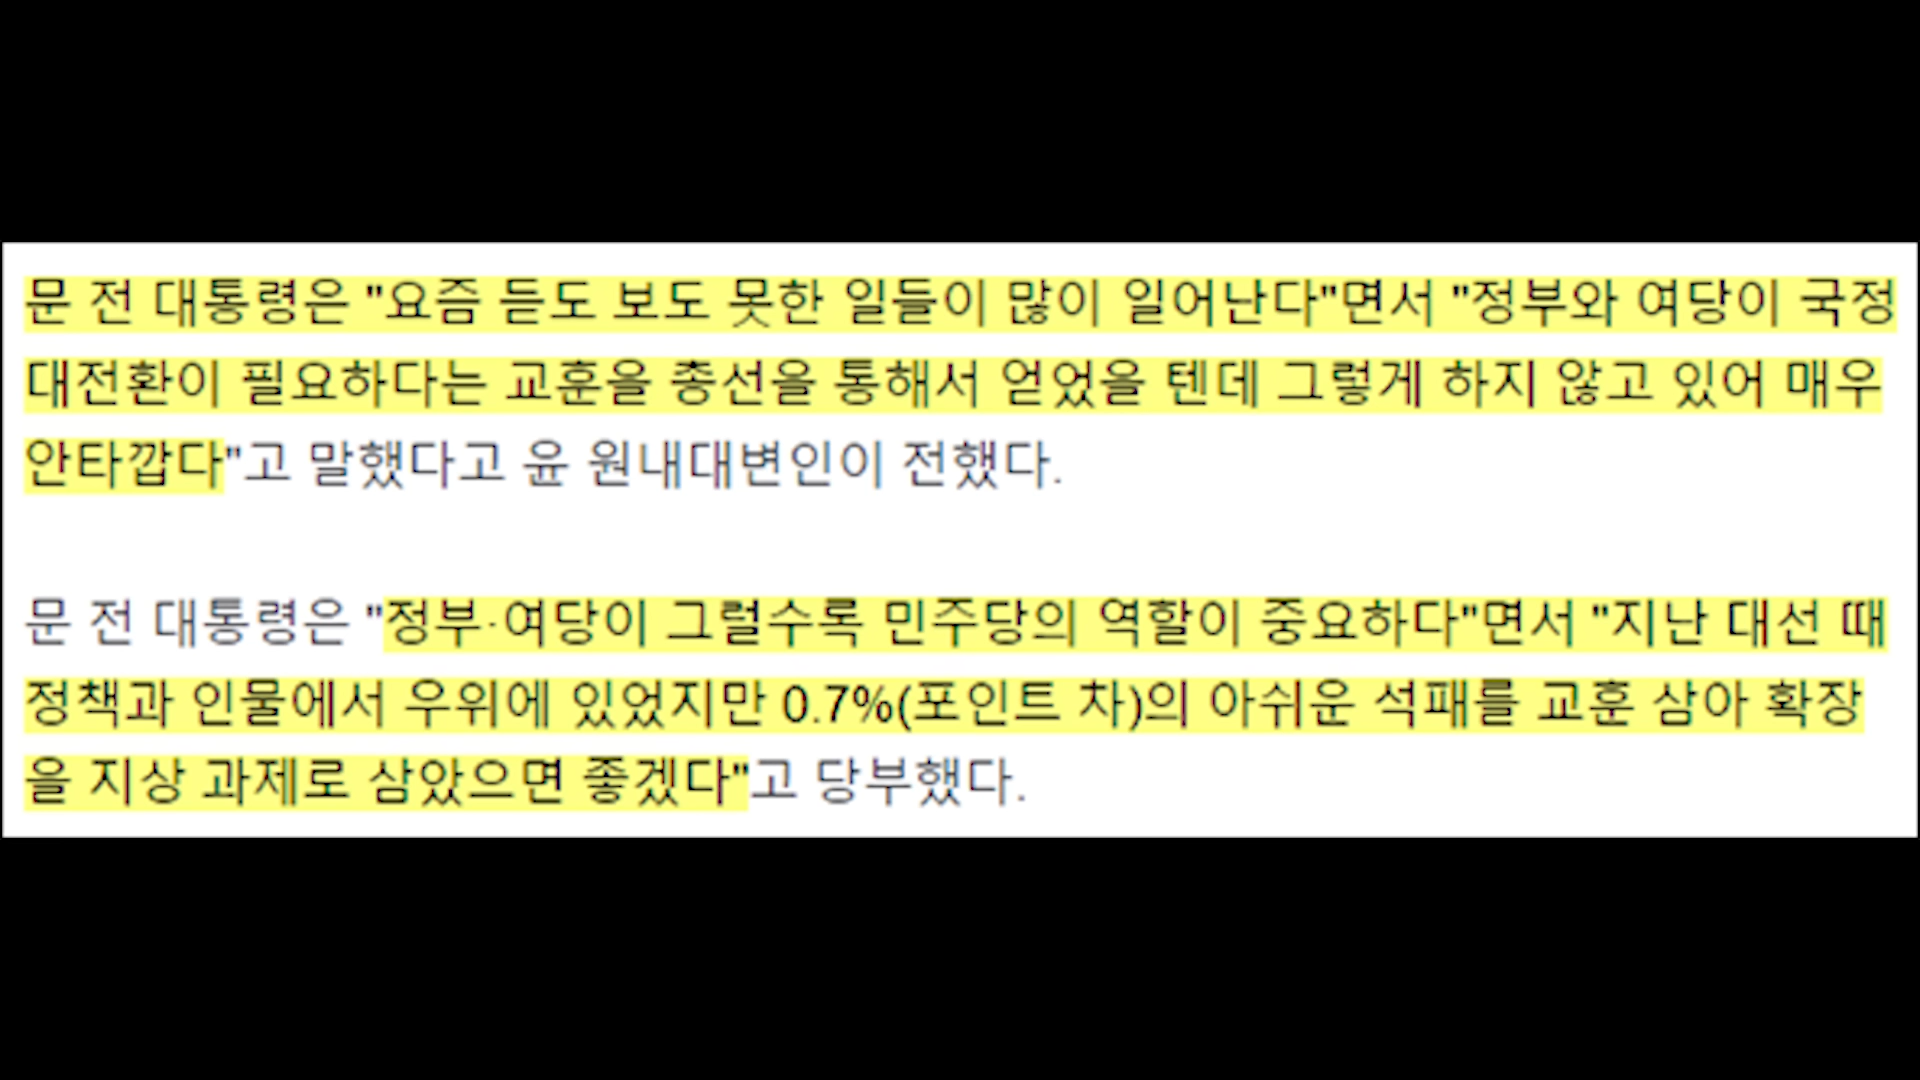 문 전 대통령은 "요즘 듣도 보도 못한 일들이 많이 일어난다"면서 "정부와 여당이 국정
대전환이 필요하다는 교훈을 총선을 통해서 얻었을 텐데 그렇게 하지 않고 있어 매우
안타깝다"고 말했다고 윤 원내대변인이 전했다.
문 전 대통령은 "정부·여당이 그럴수록 민주당의 역할이 중요하다"면서 "지난 대선 때
정책과 인물에서 우위에 있었지만 0.7%(포인트 차)의 아쉬운 석패를 교훈 삼아 확장
을 지상 과제로 삼았으면 좋겠다"고 당부했다.